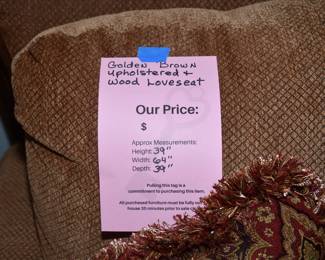 Golden Brown
upholstered +
wood Loveseat
Our Price:
$
Approx Measurements:
Height: 39"
Width: 64"
Depth: 39"
Pulling this tag is a
commitment to purchasing this item.
All purchased furniture must be fully
house 30 minutes prior to sale